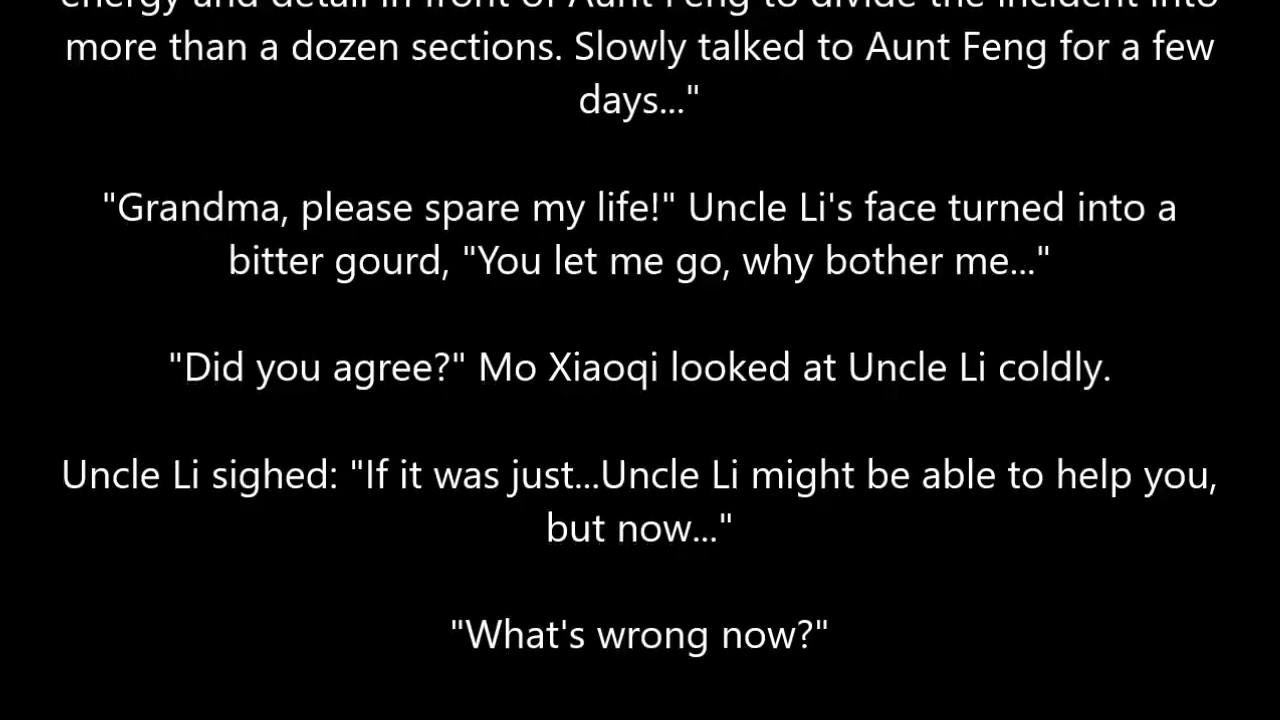 energy and detail in front of Aunt Feng to divide the incident into
more than a dozen sections. Slowly talked to Aunt Feng for a few
days..."
"Grandma, please spare my life!" Uncle Li's face turned into a
bitter gourd, "You let me go, why bother me..."
"Did you agree?" Mo Xiaoqi looked at Uncle Li coldly.
Uncle Li sighed: "If it was just...Uncle Li might be able to help you,
but now..."
"What's wrong now?"